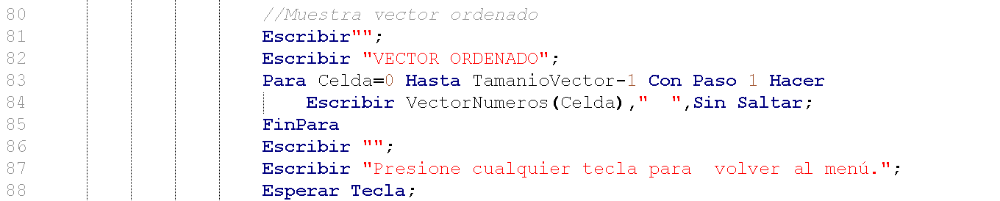 80 //Muestra vector ordenado
81 Escribir"";
82 Escribir "VECTOR ORDENADO";
83 Para Celda=0 Hasta TamanioVector-1 Con Paso 1 Hacer
84 Escribir VectorNumeros(Celda),"  ",Sin Saltar;
85 FinPara
86 Escribir "";
87 Escribir "Presione cualquier tecla para  volver al menú.";
88 Esperar Tecla;